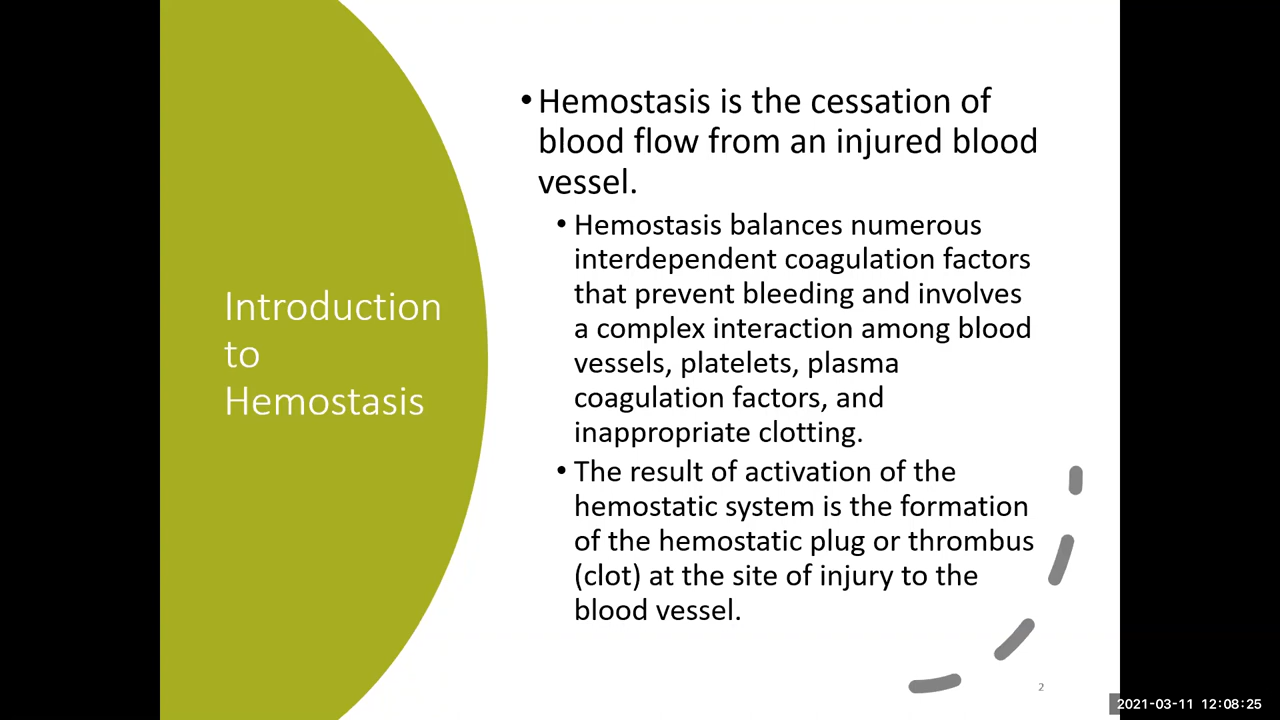 Introduction
to
Hemostasis
• Hemostasis is the cessation of
blood flow from an injured blood
vessel.
• Hemostasis balances numerous
interdependent coagulation factors
that prevent bleeding and involves
a complex interaction among blood
vessels, platelets, plasma
coagulation factors, and
inappropriate clotting.
• The result of activation of the
hemostatic system is the formation
of the hemostatic plug or thrombus
(clot) at the site of injury to the
blood vessel.
2
2021-03-11 12:08:25